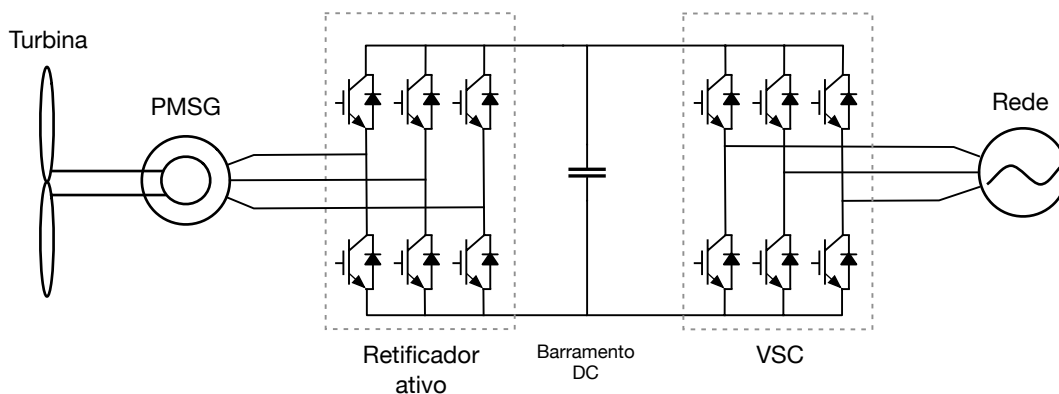 Turbina
PMSG
Rede
Retificador
ativo
Barramento
DC
VSC